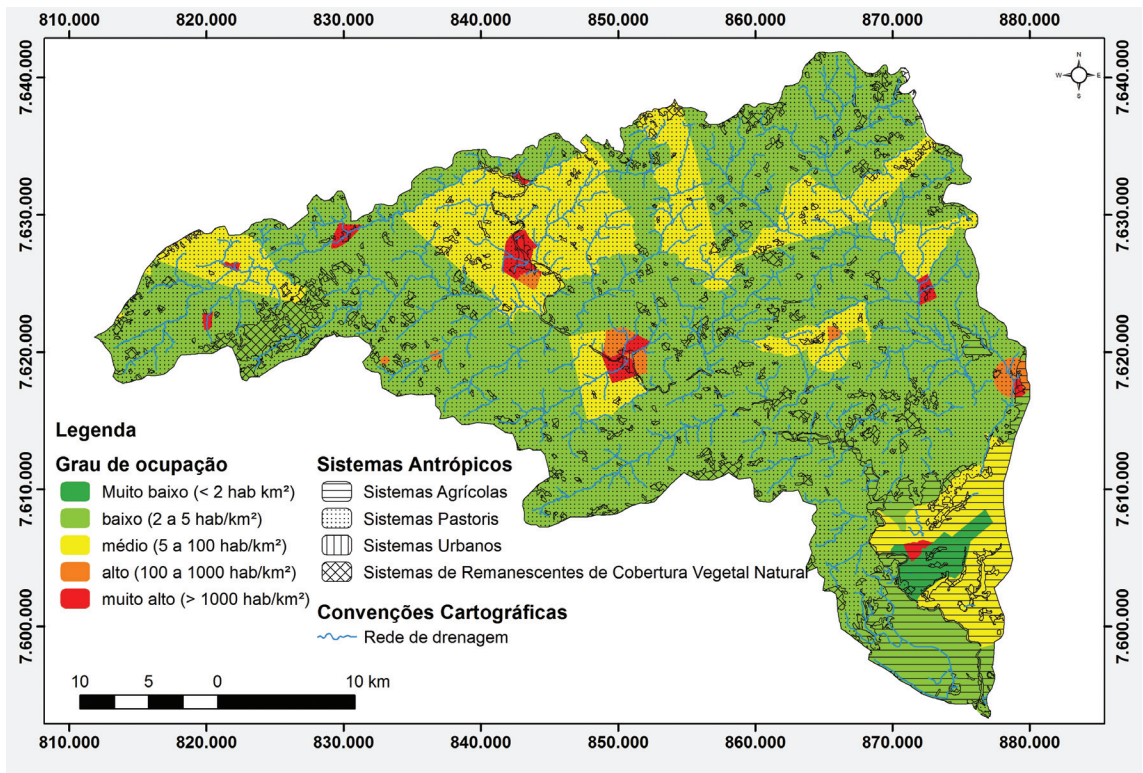 810.000 820.000 830.000 840.000 850.000 860.000 870.000 880.000
7.640.000
7.630.000
7.620.000
7.610.000
7.600.000
N
W E
S
7.640.000
7.630.000
7.620.000
7.610.000
7.600.000
Legenda
Grau de ocupação
Muito baixo (< 2 hab km²)
baixo (2 a 5 hab/km²)
médio (5 a 100 hab/km²)
alto (100 a 1000 hab/km²)
muito alto (> 1000 hab/km²)
Sistemas Antrópicos
Sistemas Agrícolas
Sistemas Pastoris
Sistemas Urbanos
Sistemas de Remanescentes de Cobertura Vegetal Natural
Convenções Cartográficas
Rede de drenagem
10 5 0 10 km
810.000 820.000 830.000 840.000 850.000 860.000 870.000 880.000